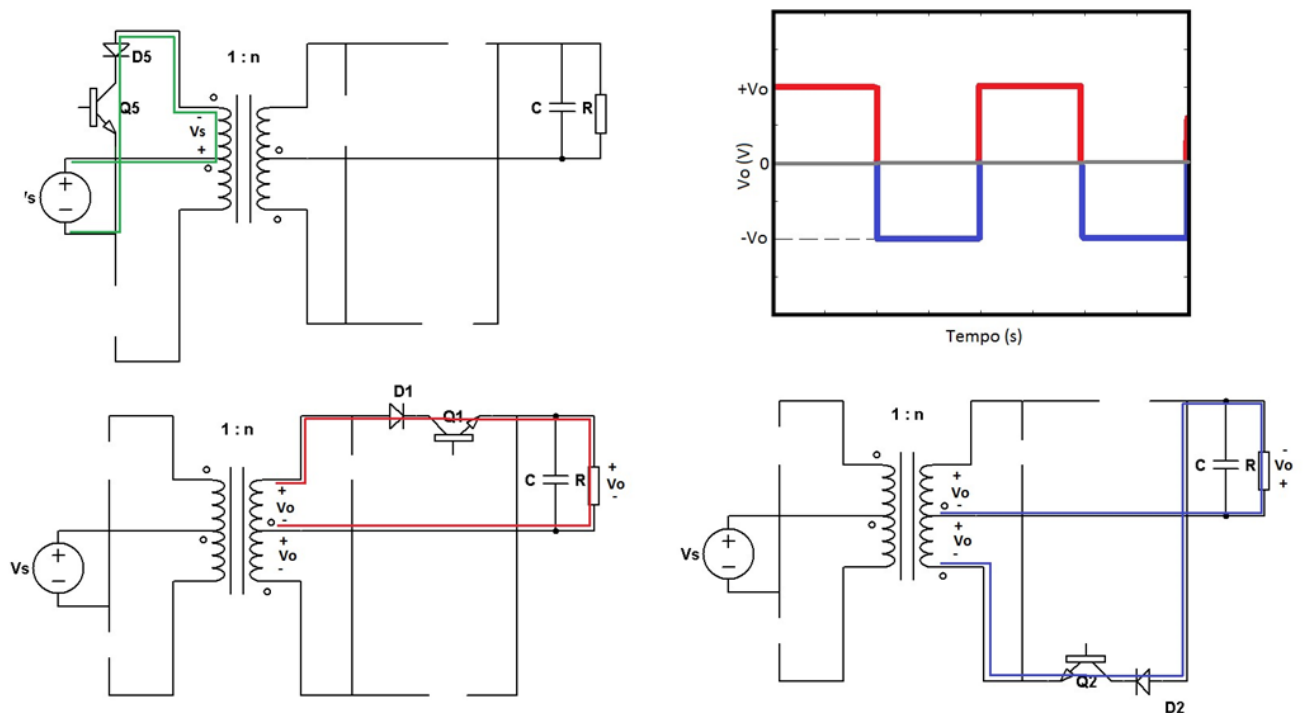 D5
1 : n
Q5
-
Vs
+
C R
+
-
's
+Vo
0
-Vo
Vo (V)
Tempo (s)
D1
Q1
1 : n
+
Vo
-
+
Vo
-
C R
+
Vo
-
Vs
+
-
1 : n
+
Vo
-
+
Vo
-
C R
-
Vo
+
Vs
+
-
Q2
D2